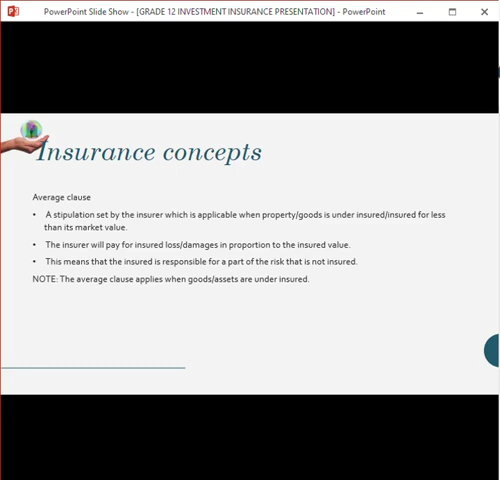 PowerPoint Slide Show - [GRADE 12 INVESTMENT INSURANCE PRESENTATION] - PowerPoint
Insurance concepts
Average clause
• A stipulation set by the insurer which is applicable when property/goods is under insured/insured for less
than its market value.
• The insurer will pay for insured loss/damages in proportion to the insured value.
• This means that the insured is responsible for a part of the risk that is not insured.
NOTE: The average clause applies when goods/assets are under insured.